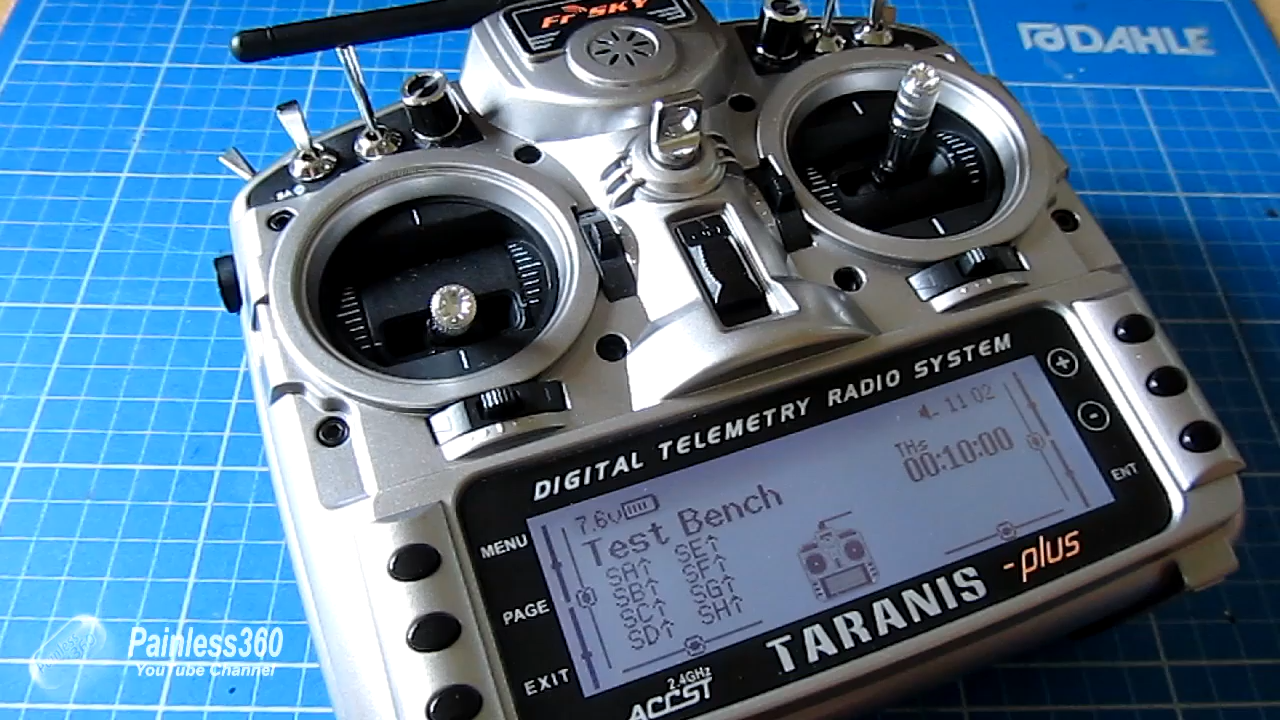 FrSKY
DAHLE
DIGITAL TELEMETRY RADIO SYSTEM
11:02
THs
00:10:00
7.6v
Test Bench
SA↑ SE↑
SB↑ SF↑
SC↑ SG↑
SD↑ SH↑
MENU
PAGE
EXIT
+
-
ENT
TARANIS -plus
2.4GHz
ACCST
Painless360
YouTube Channel